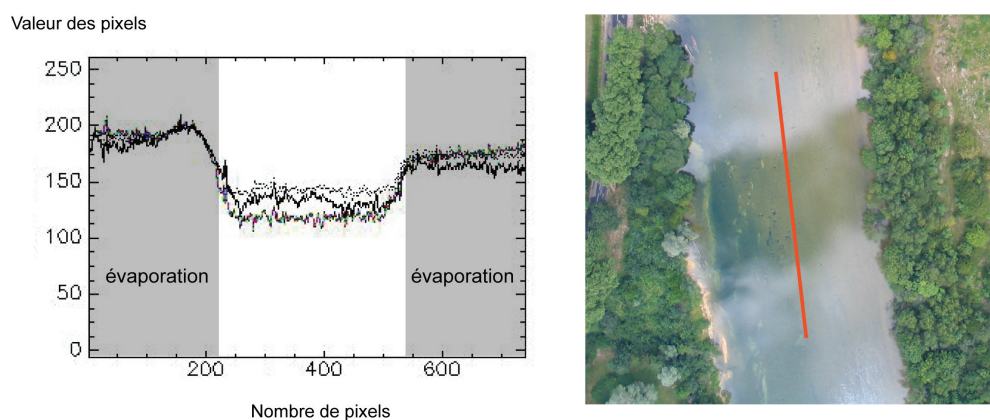 Valeur des pixels
250
200
150
100
50
0
évaporation
évaporation
200
400
600
Nombre de pixels